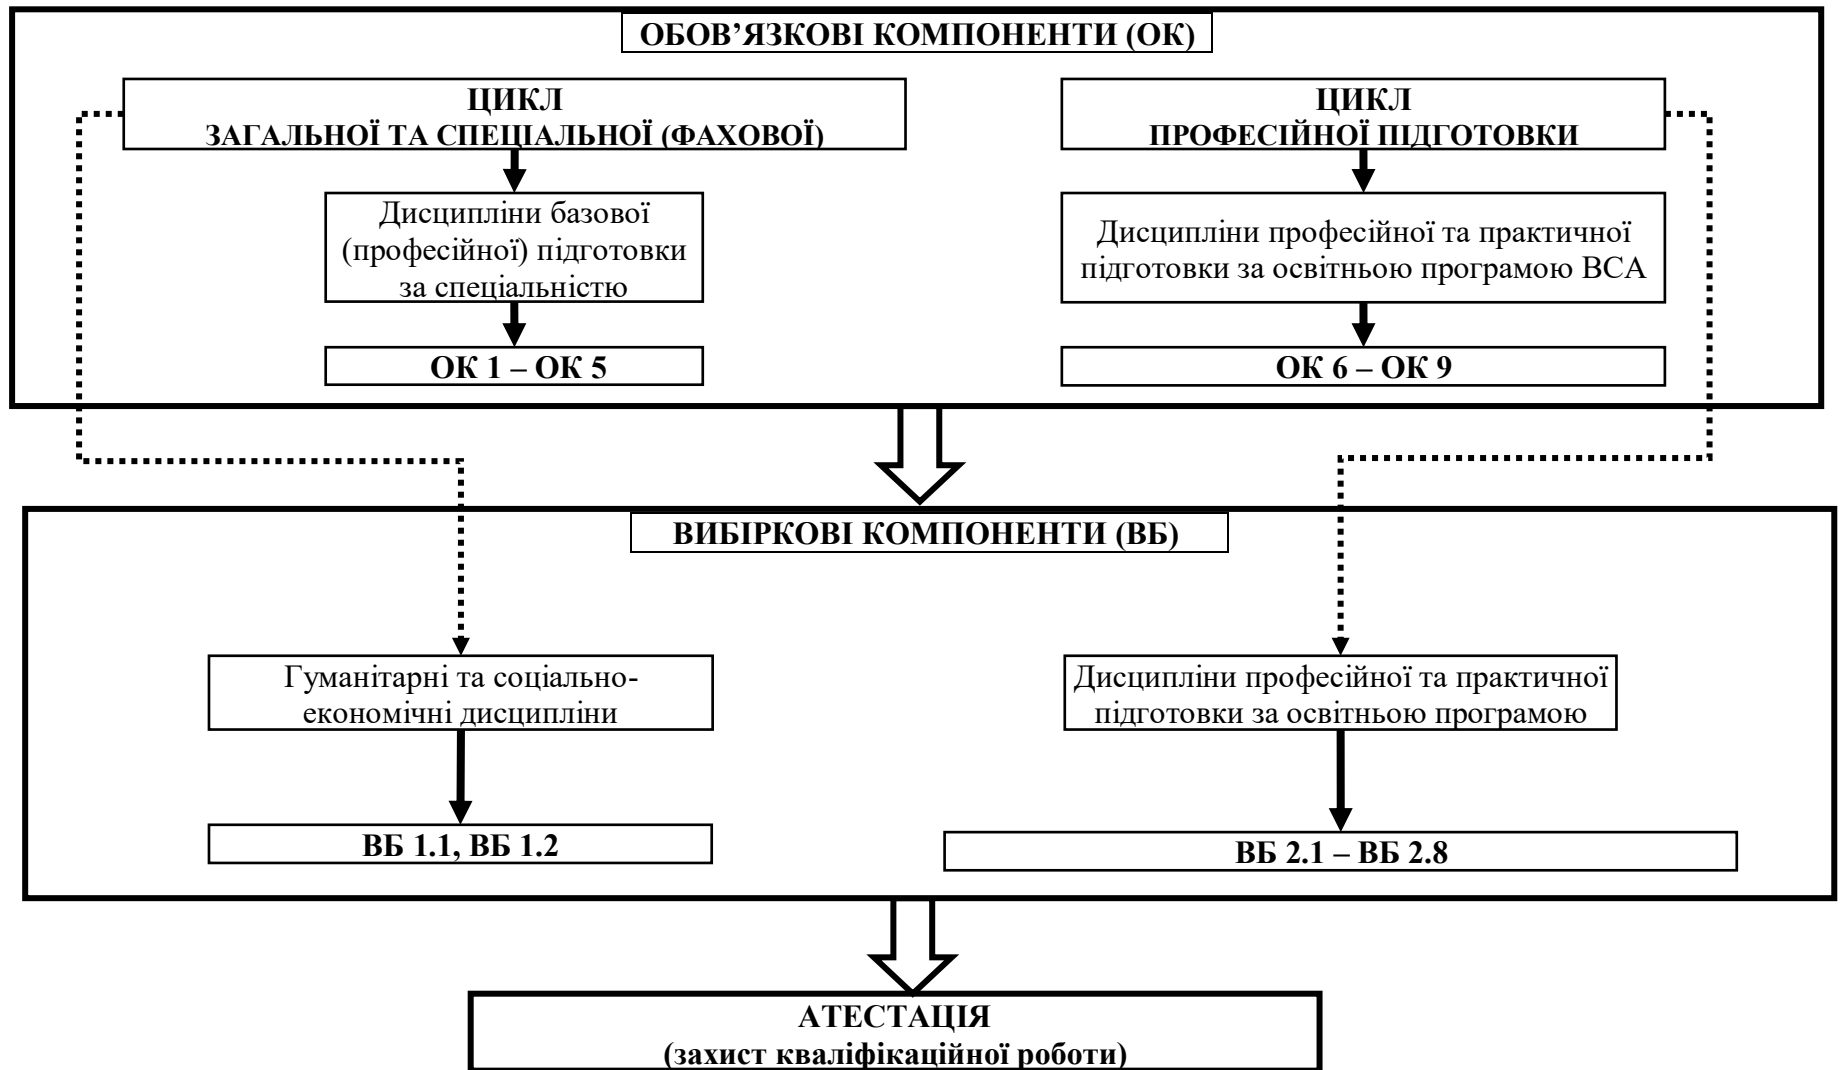 ОБОВ’ЯЗКОВІ КОМПОНЕНТИ (ОК)
ЦИКЛ
ЗАГАЛЬНОЇ ТА СПЕЦІАЛЬНОЇ (ФАХОВОЇ)
ЦИКЛ
ПРОФЕСІЙНОЇ ПІДГОТОВКИ
Дисципліни базової
(професійної) підготовки
за спеціальністю
Дисципліни професійної та практичної
підготовки за освітньою програмою ВСА
ОК 1 – ОК 5
ОК 6 – ОК 9
ВИБІРКОВІ КОМПОНЕНТИ (ВБ)
Гуманітарні та соціально-
економічні дисципліни
Дисципліни професійної та практичної
підготовки за освітньою програмою
ВБ 1.1, ВБ 1.2
ВБ 2.1 – ВБ 2.8
АТЕСТАЦІЯ
(захист кваліфікаційної роботи)